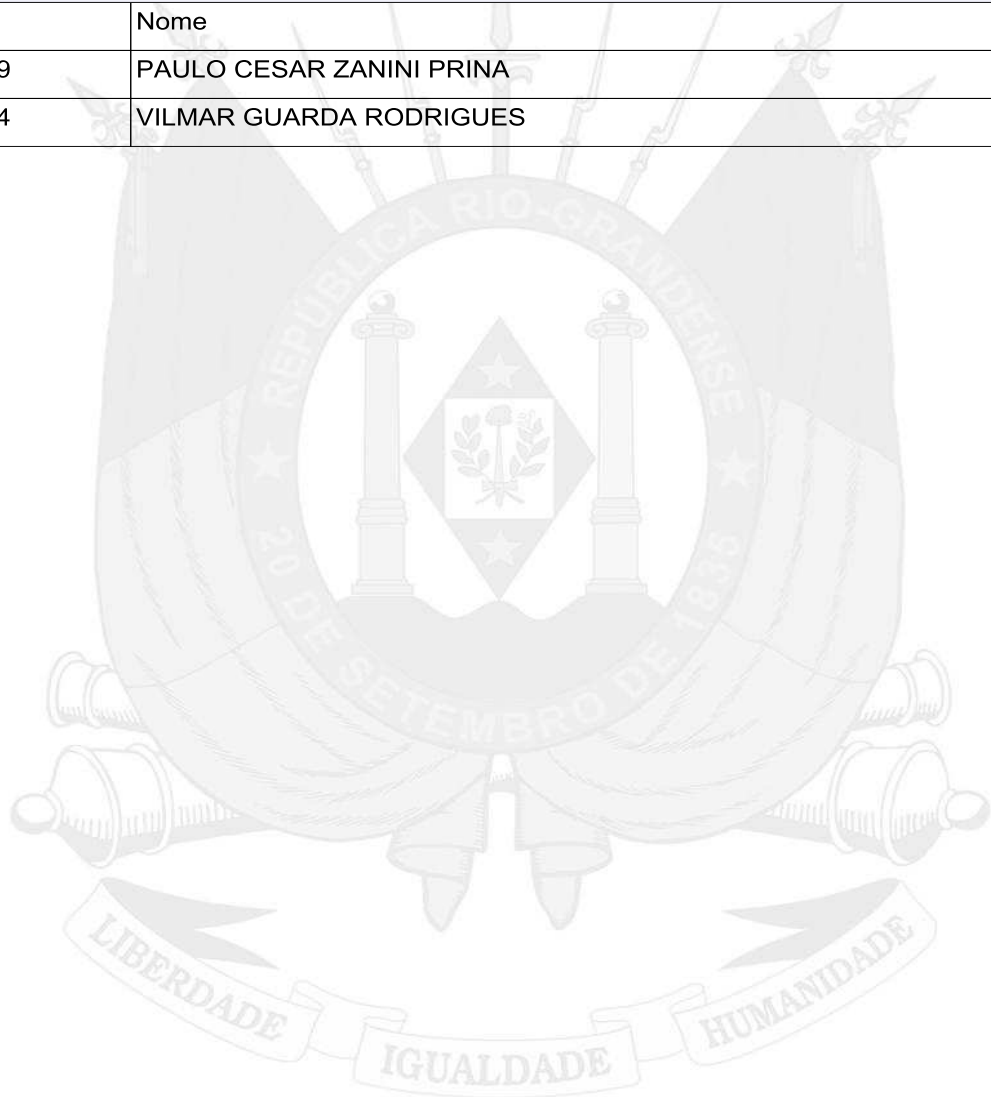 Nome
9 PAULO CESAR ZANINI PRINA
4 VILMAR GUARDA RODRIGUES
REPÚBLICA RIO-GRANDENSE
★ 20 DE SETEMBRO DE 1835 ★
LIBERDADE
IGUALDADE
HUMANIDADE